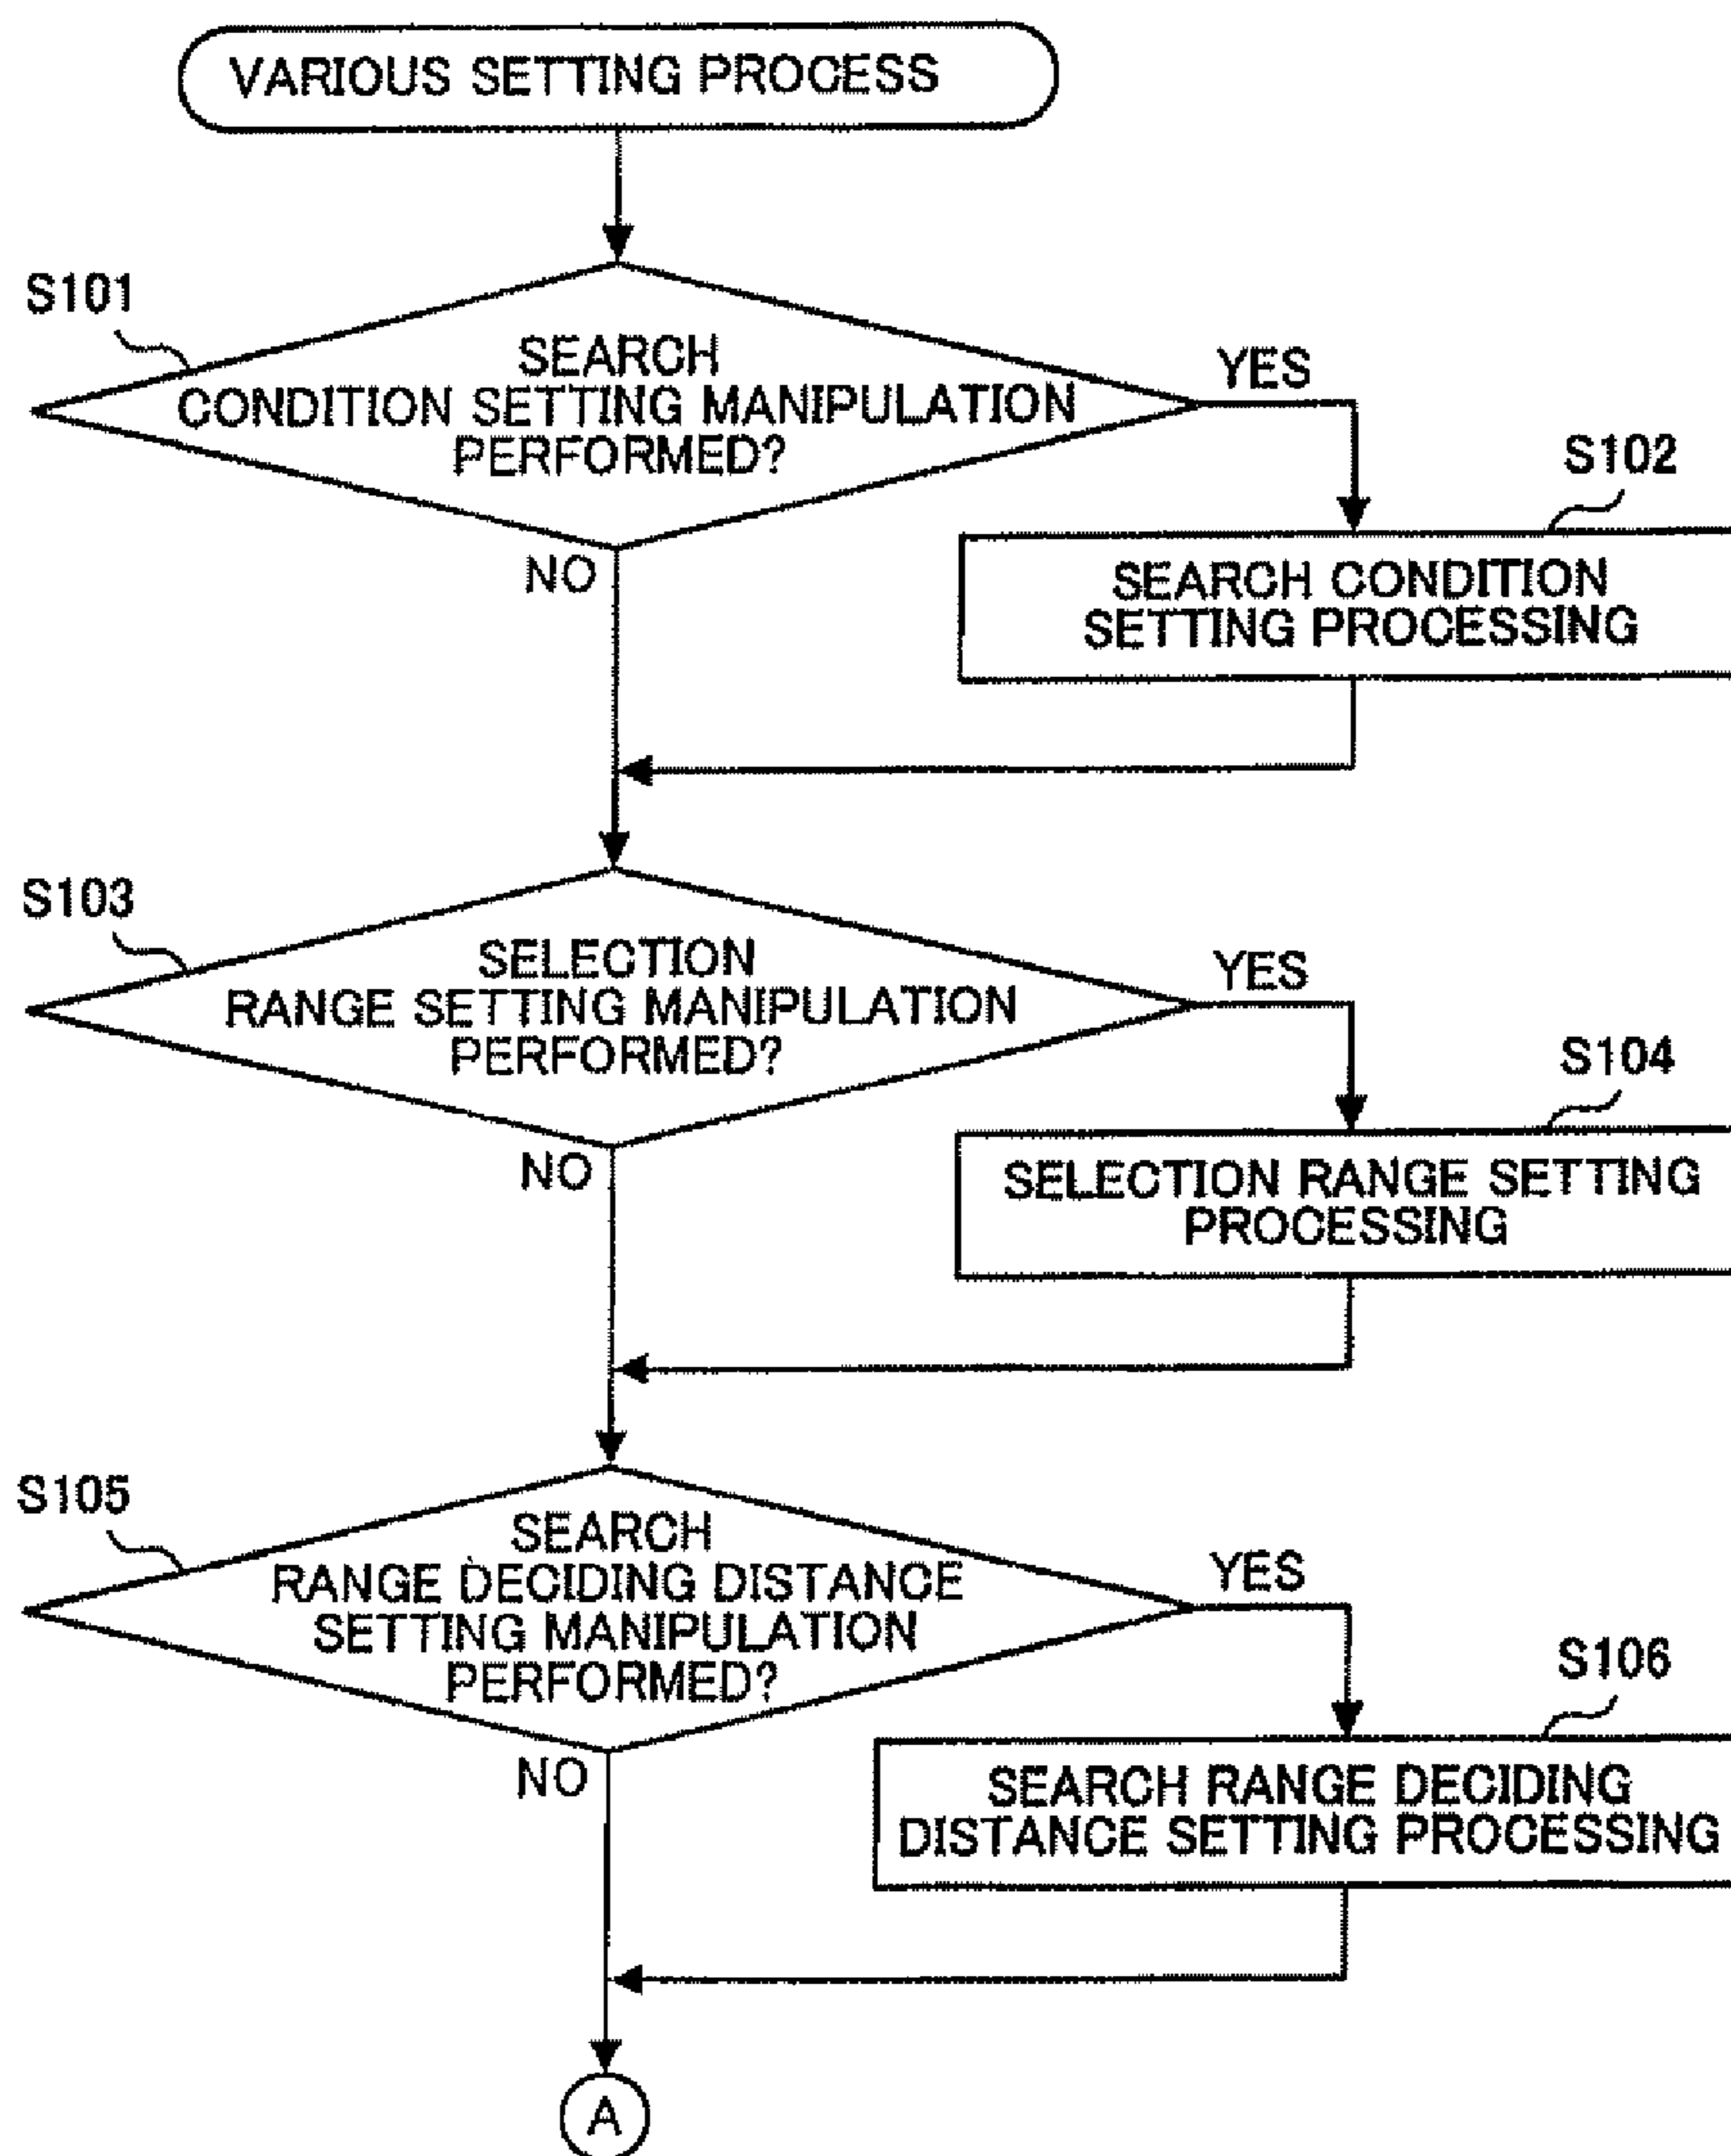 VARIOUS SETTING PROCESS
S101
SEARCH
CONDITION SETTING MANIPULATION
PERFORMED?
YES
NO
S102
SEARCH CONDITION
SETTING PROCESSING
S103
SELECTION
RANGE SETTING MANIPULATION
PERFORMED?
YES
NO
S104
SELECTION RANGE SETTING
PROCESSING
S105
SEARCH
RANGE DECIDING DISTANCE
SETTING MANIPULATION
PERFORMED?
YES
NO
S106
SEARCH RANGE DECIDING
DISTANCE SETTING PROCESSING
A